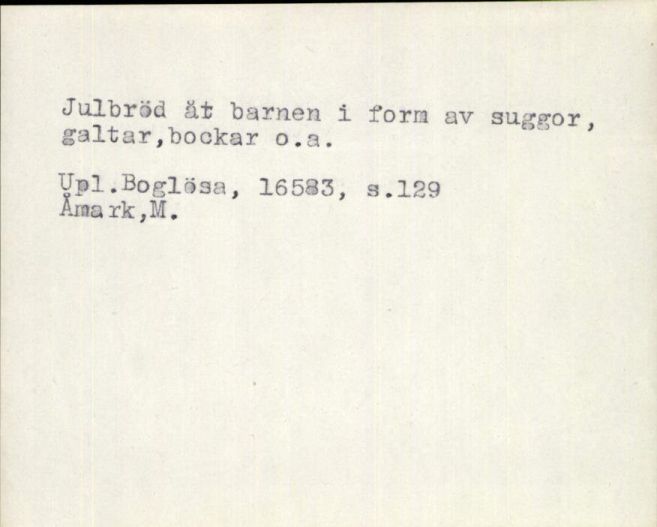 Julbröd åt barnen i form av suggor,
galtar,bockar o.a.
Upl.Boglösa, 16583, s.129
Åmark,M.